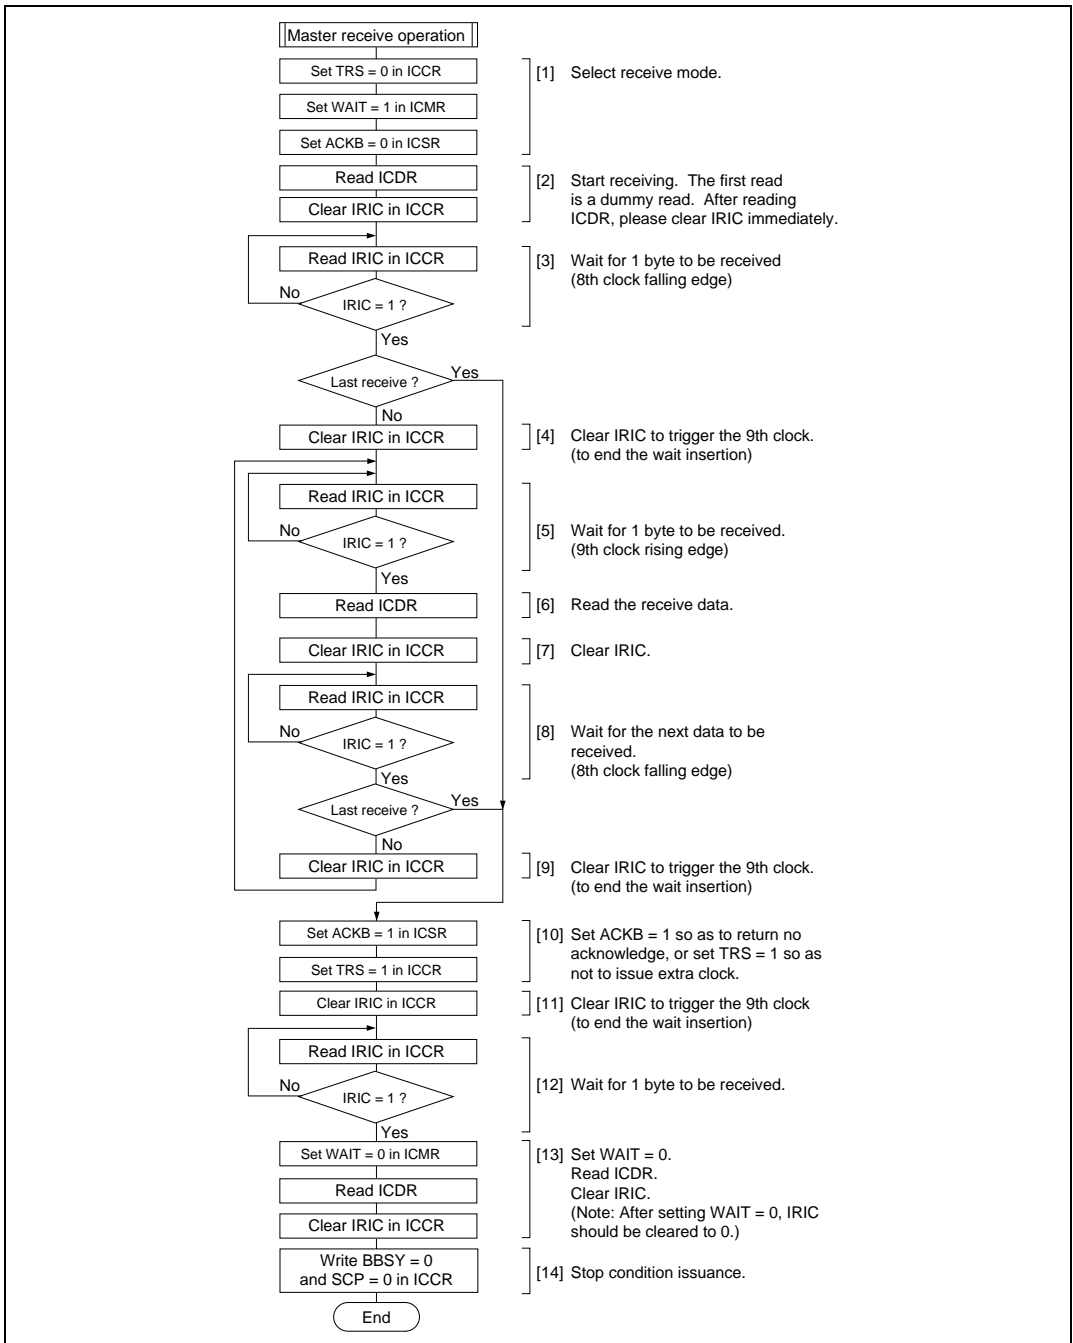 Master receive operation
Set TRS = 0 in ICCR
[1] Select receive mode.
Set WAIT = 1 in ICMR
Set ACKB = 0 in ICSR
Read ICDR
[2] Start receiving. The first read
is a dummy read. After reading
ICDR, please clear IRIC immediately.
Clear IRIC in ICCR
Read IRIC in ICCR
[3] Wait for 1 byte to be received
(8th clock falling edge)
No
IRIC = 1 ?
Yes
Last receive ?
Yes
No
Clear IRIC in ICCR
[4] Clear IRIC to trigger the 9th clock.
(to end the wait insertion)
Read IRIC in ICCR
No
IRIC = 1 ?
[5] Wait for 1 byte to be received.
(9th clock rising edge)
Yes
Read ICDR
[6] Read the receive data.
Clear IRIC in ICCR
[7] Clear IRIC.
Read IRIC in ICCR
No
IRIC = 1 ?
[8] Wait for the next data to be
received.
(8th clock falling edge)
Yes
Last receive ?
Yes
No
Clear IRIC in ICCR
[9] Clear IRIC to trigger the 9th clock.
(to end the wait insertion)
Set ACKB = 1 in ICSR
[10] Set ACKB = 1 so as to return no
acknowledge, or set TRS = 1 so as
not to issue extra clock.
Set TRS = 1 in ICCR
Clear IRIC in ICCR
[11] Clear IRIC to trigger the 9th clock
(to end the wait insertion)
Read IRIC in ICCR
No
IRIC = 1 ?
[12] Wait for 1 byte to be received.
Yes
Set WAIT = 0 in ICMR
[13] Set WAIT = 0.
Read ICDR.
Clear IRIC.
(Note: After setting WAIT = 0, IRIC
should be cleared to 0.)
Read ICDR
Clear IRIC in ICCR
Write BBSY = 0
and SCP = 0 in ICCR
[14] Stop condition issuance.
End